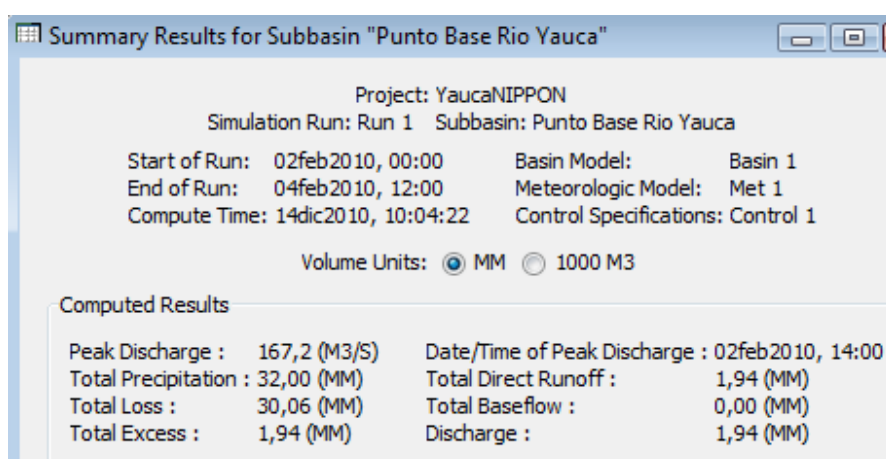 Summary Results for Subbasin "Punto Base Rio Yauca"
Project: YaucaNIPPON
Simulation Run: Run 1 Subbasin: Punto Base Rio Yauca
Start of Run: 02feb2010, 00:00 Basin Model: Basin 1
End of Run: 04feb2010, 12:00 Meteorologic Model: Met 1
Compute Time: 14dic2010, 10:04:22 Control Specifications: Control 1
Volume Units: MM 1000 M3
Computed Results
Peak Discharge : 167,2 (M3/S) Date/Time of Peak Discharge : 02feb2010, 14:00
Total Precipitation : 32,00 (MM) Total Direct Runoff : 1,94 (MM)
Total Loss : 30,06 (MM) Total Baseflow : 0,00 (MM)
Total Excess : 1,94 (MM) Discharge : 1,94 (MM)